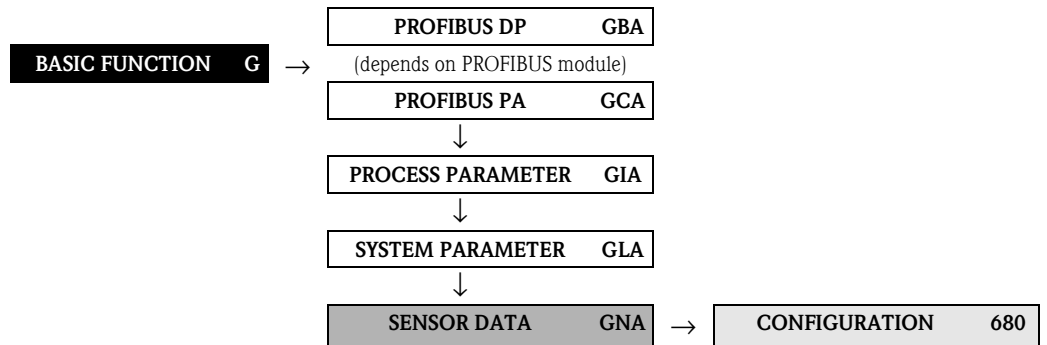 PROFIBUS DP GBA
BASIC FUNCTION G → (depends on PROFIBUS module)
PROFIBUS PA GCA
↓
PROCESS PARAMETER GIA
↓
SYSTEM PARAMETER GLA
↓
SENSOR DATA GNA → CONFIGURATION 680